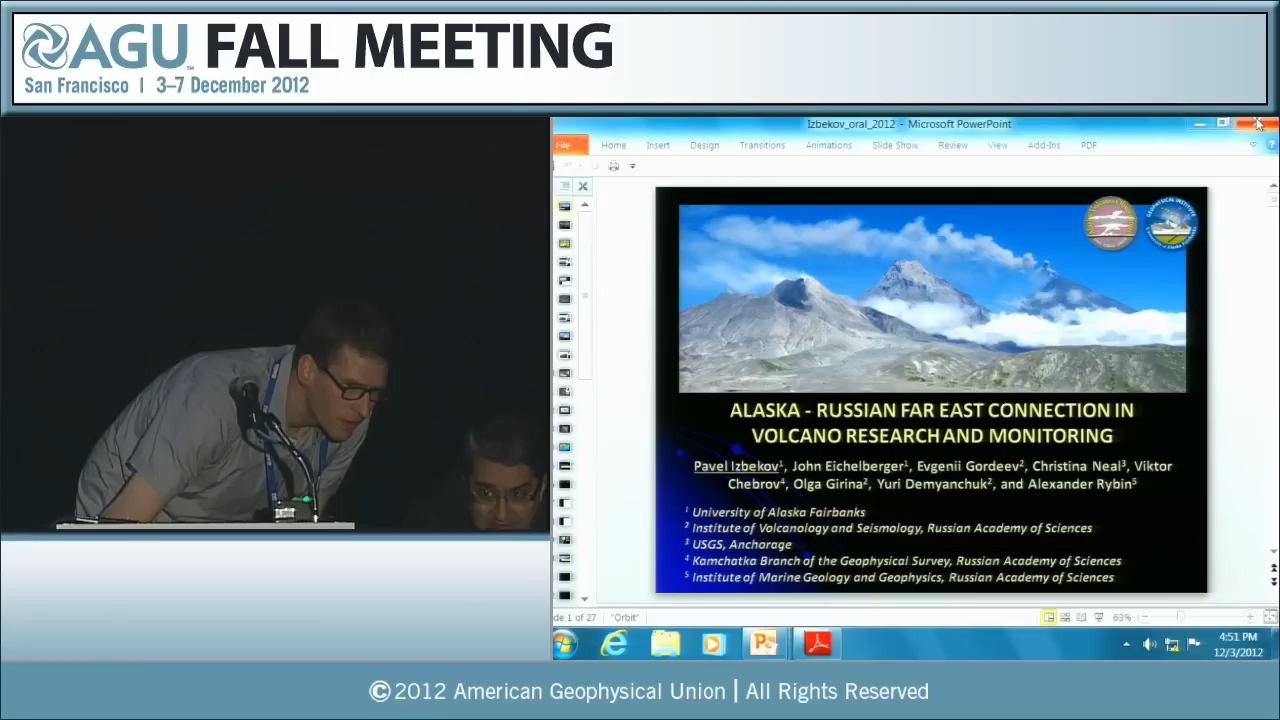 AGU FALL MEETING
San Francisco | 3–7 December 2012
Izbekov_oral_2012 - Microsoft PowerPoint
File Home Insert Design Transitions Animations Slide Show Review View Add-Ins PDF
ALASKA - RUSSIAN FAR EAST CONNECTION IN
VOLCANO RESEARCH AND MONITORING
Pavel Izbekov¹, John Eichelberger¹, Evgenii Gordeev², Christina Neal³, Viktor
Chebrov⁴, Olga Girina², Yuri Demyanchuk², and Alexander Rybin⁵
¹ University of Alaska Fairbanks
² Institute of Volcanology and Seismology, Russian Academy of Sciences
³ USGS, Anchorage
⁴ Kamchatka Branch of the Geophysical Survey, Russian Academy of Sciences
⁵ Institute of Marine Geology and Geophysics, Russian Academy of Sciences
de 1 of 27 "Orbit" 63%
4:51 PM
12/3/2012
©2012 American Geophysical Union | All Rights Reserved